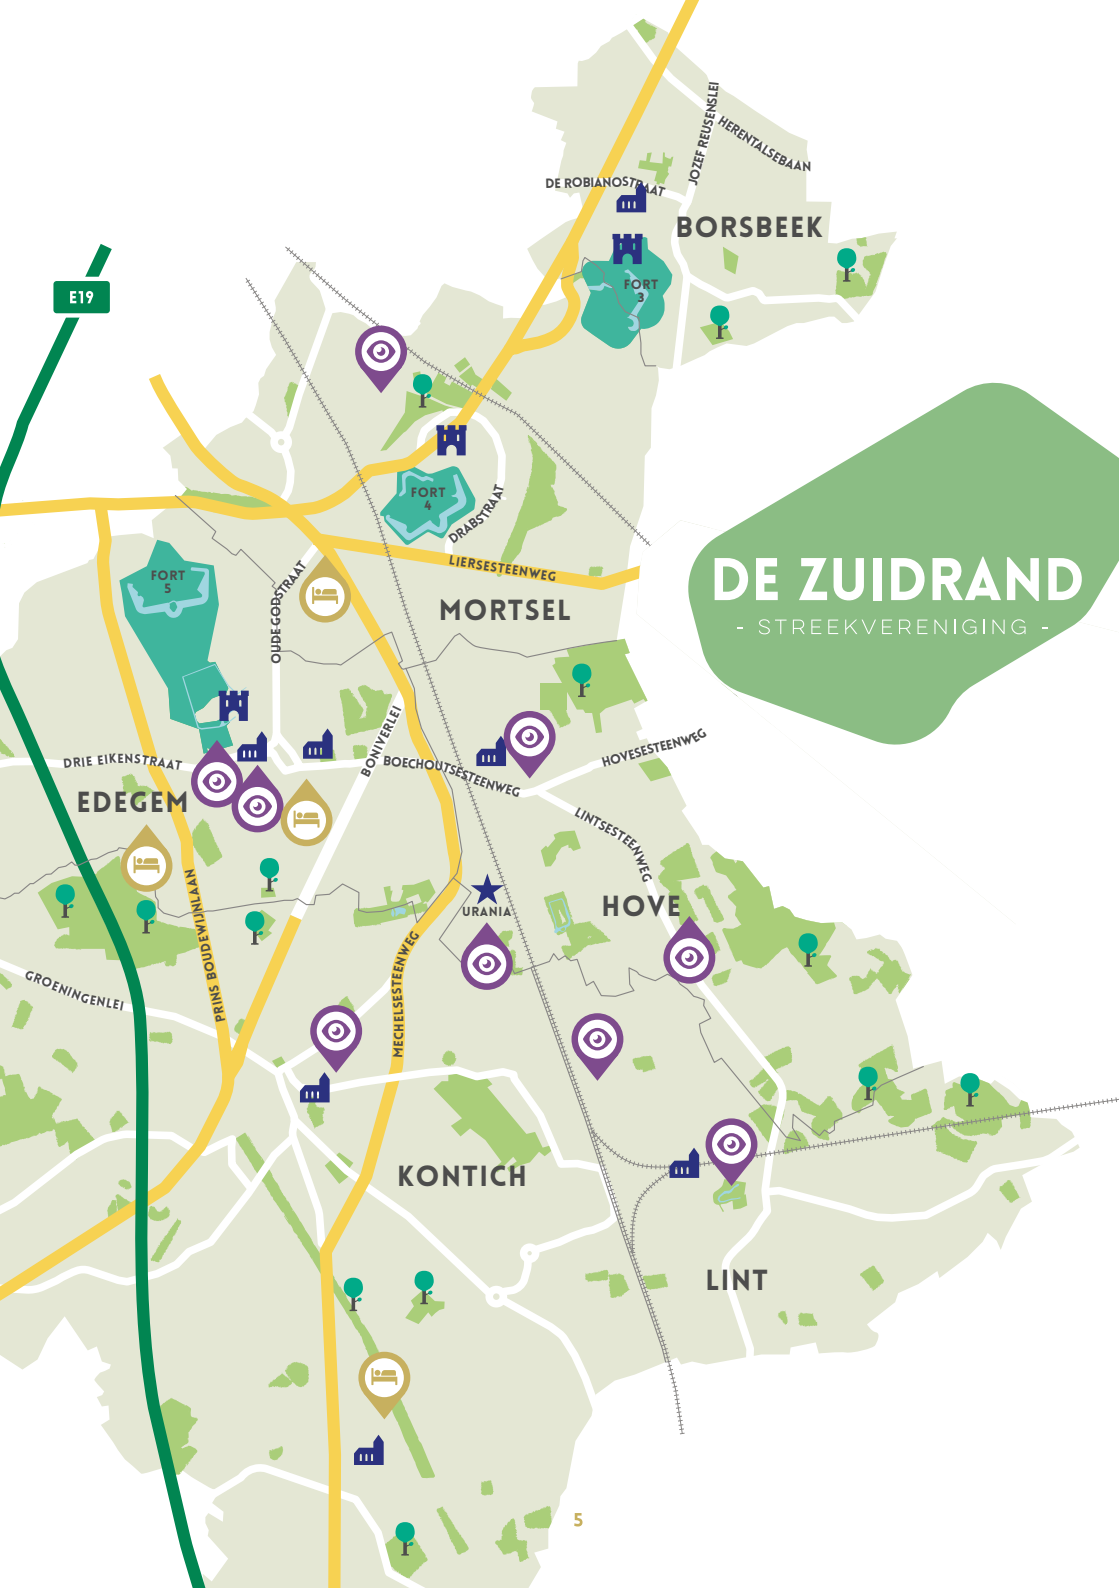 JOZEF REUSENSLEI
HERENTALSEBAAN
DE ROBIANOSTRAAT
BORSBEEK
E19
FORT
3
FORT
4
DRABSTRAAT
LIERSESTEENWEG
FORT
5
OUDE GODSTRAAT
MORTSEL
DE ZUIDRAND
- STREEKVERENIGING -
BONIVERLEI
HOVESESTEENWEG
DRIE EIKENSTRAAT
BOECHOUTSESTEENWEG
EDEGEM
LINTSESTEENWEG
PRINS BOUDEWIJNLAAN
URANIA
HOVE
GROENINGENLEI
MECHELSESTEENWEG
KONTICH
LINT
5